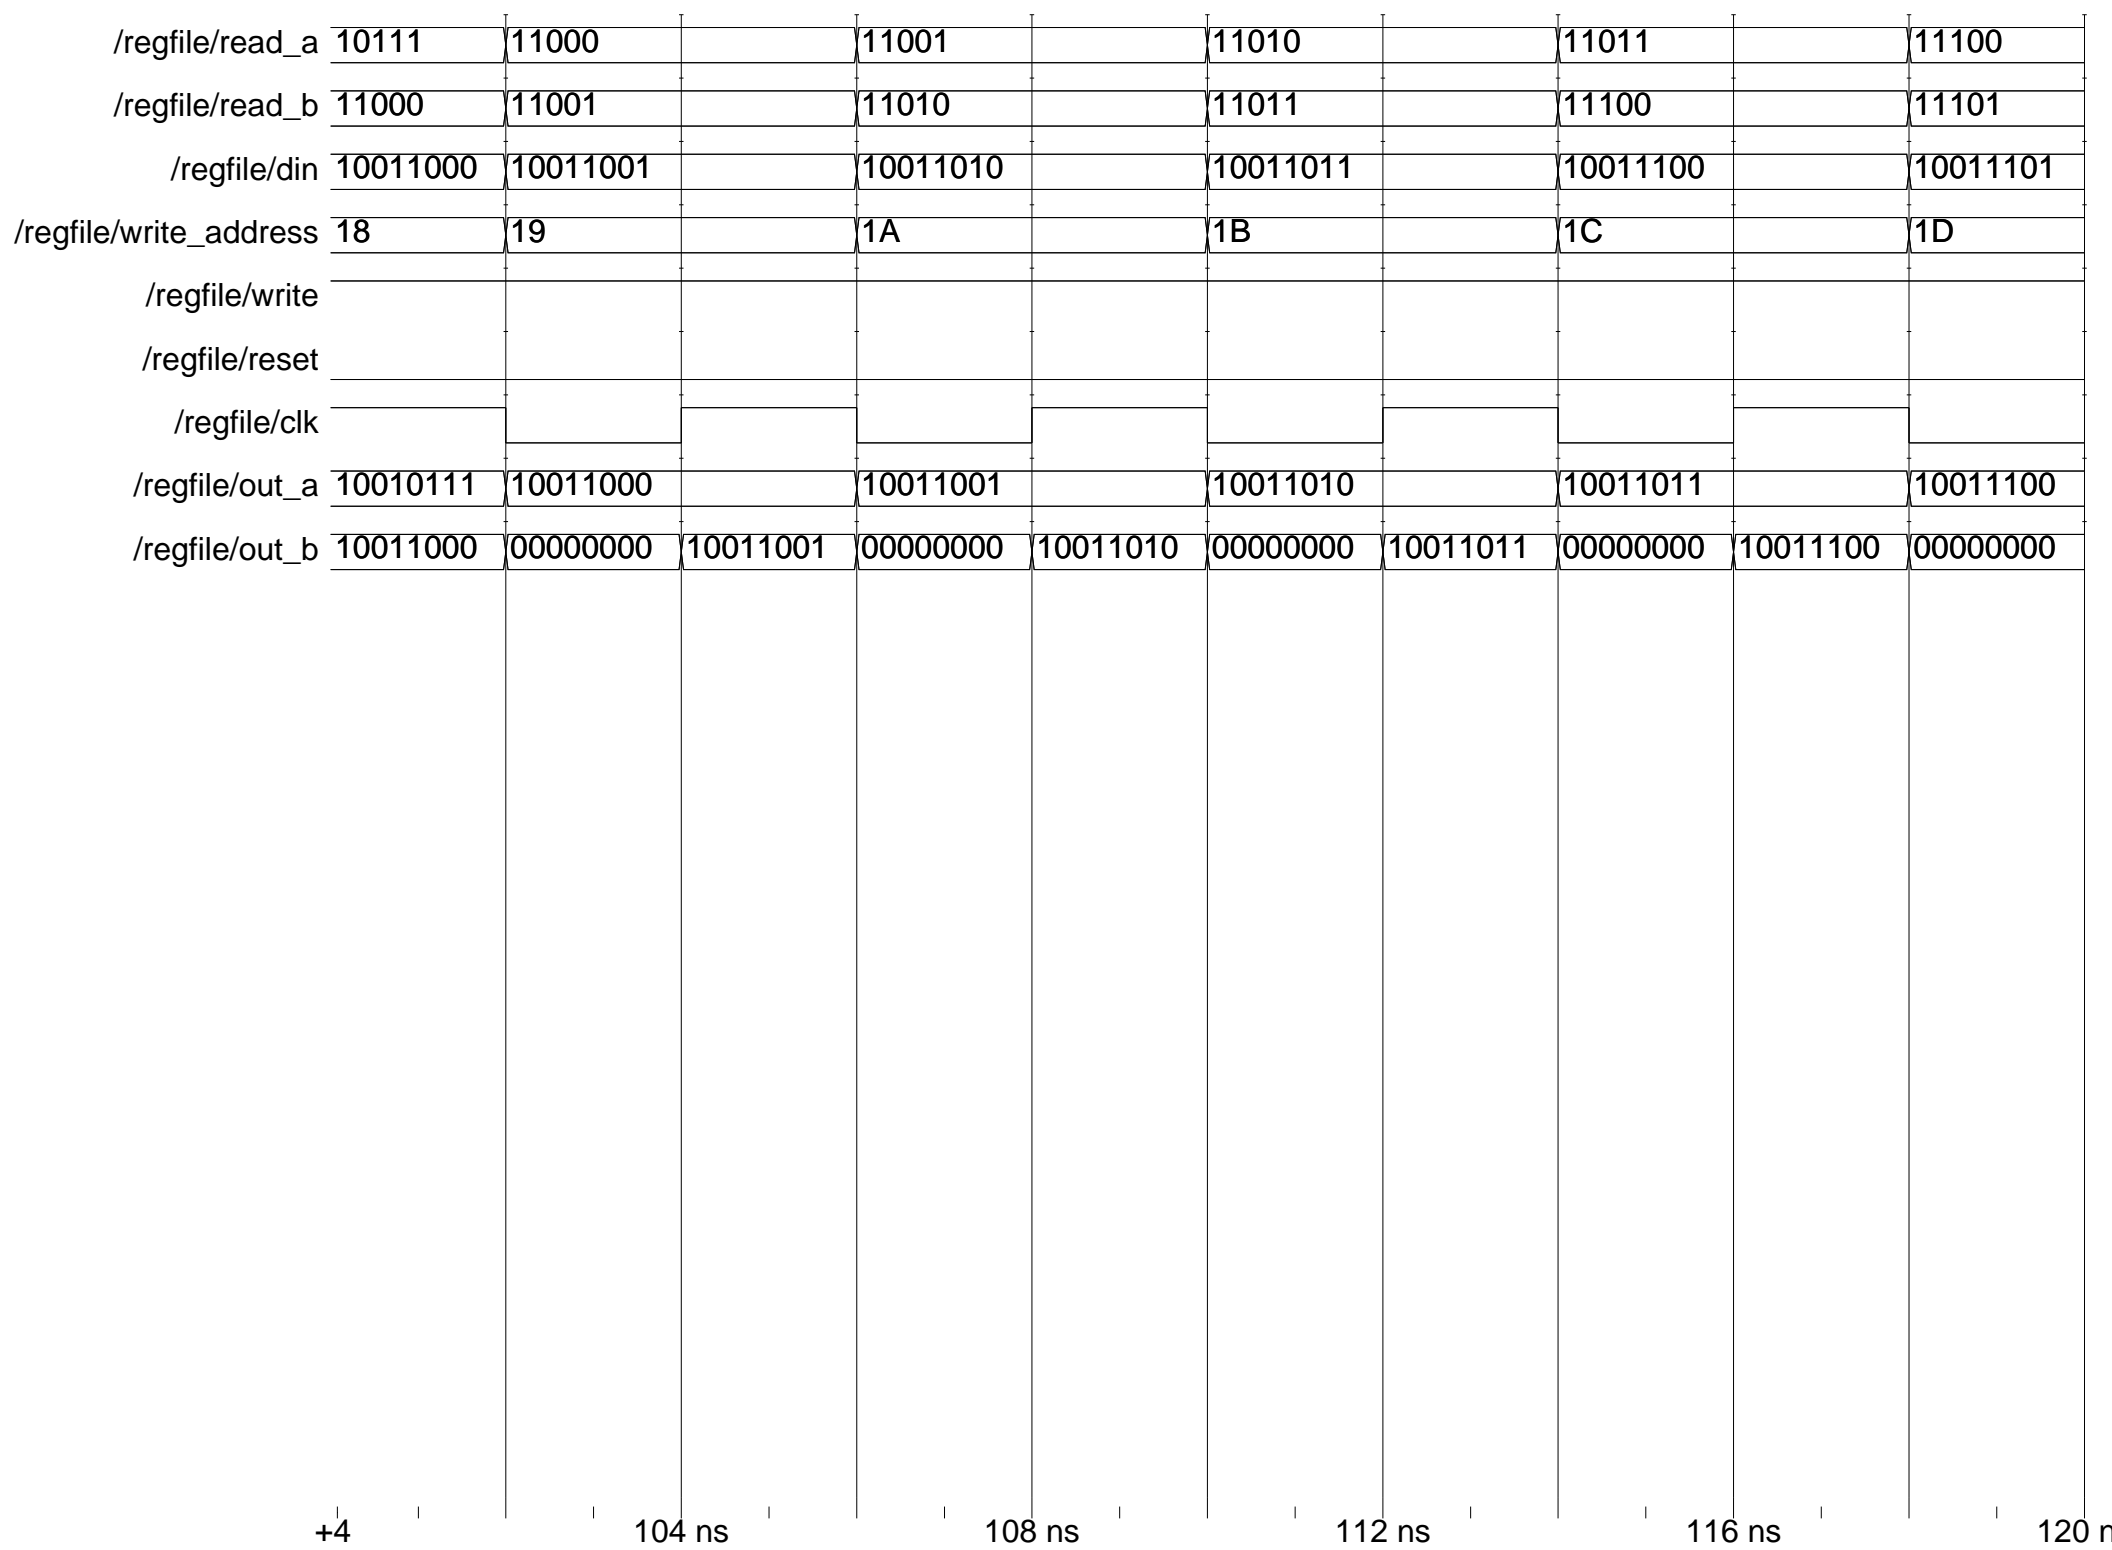 /regfile/read_a 10111 11000 11001 11010 11011 11100
/regfile/read_b 11000 11001 11010 11011 11100 11101
/regfile/din 10011000 10011001 10011010 10011011 10011100 10011101
/regfile/write_address 18 19 1A 1B 1C 1D
/regfile/write
/regfile/reset
/regfile/clk
/regfile/out_a 10010111 10011000 10011001 10011010 10011011 10011100
/regfile/out_b 10011000 00000000 10011001 00000000 10011010 00000000 10011011 00000000 10011100 00000000
+4 104 ns 108 ns 112 ns 116 ns 120 n